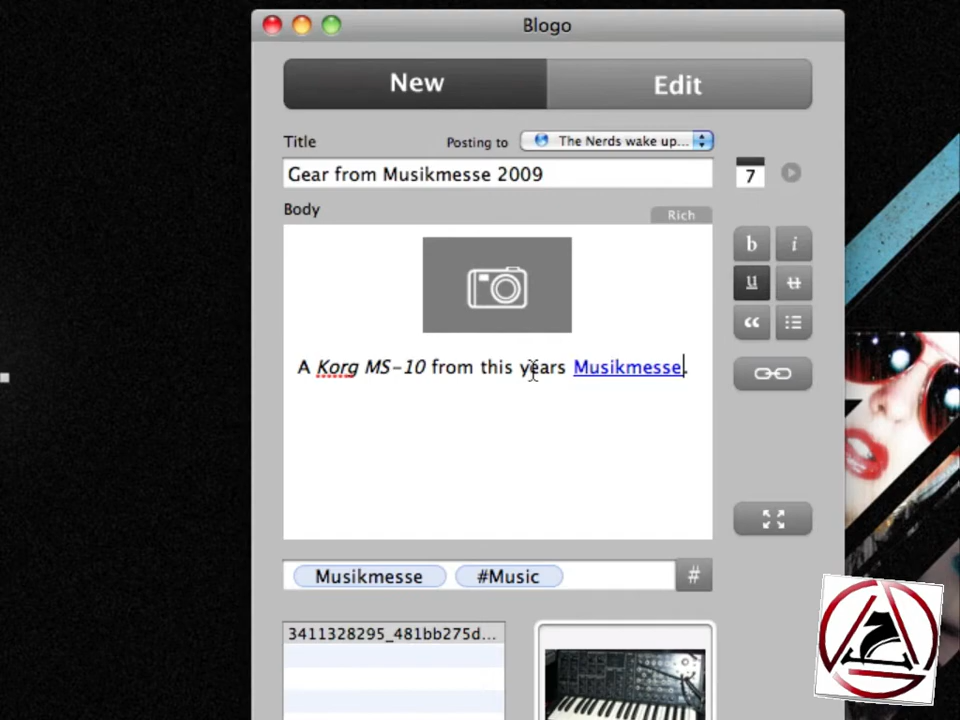 Blogo
New
Edit
Title
Posting to
The Nerds wake up...
Gear from Musikmesse 2009
7
Body
Rich
b
i
u
tt
“
A Korg MS-10 from this years Musikmesse.
Musikmesse
#Music
#
3411328295_481bb275d...